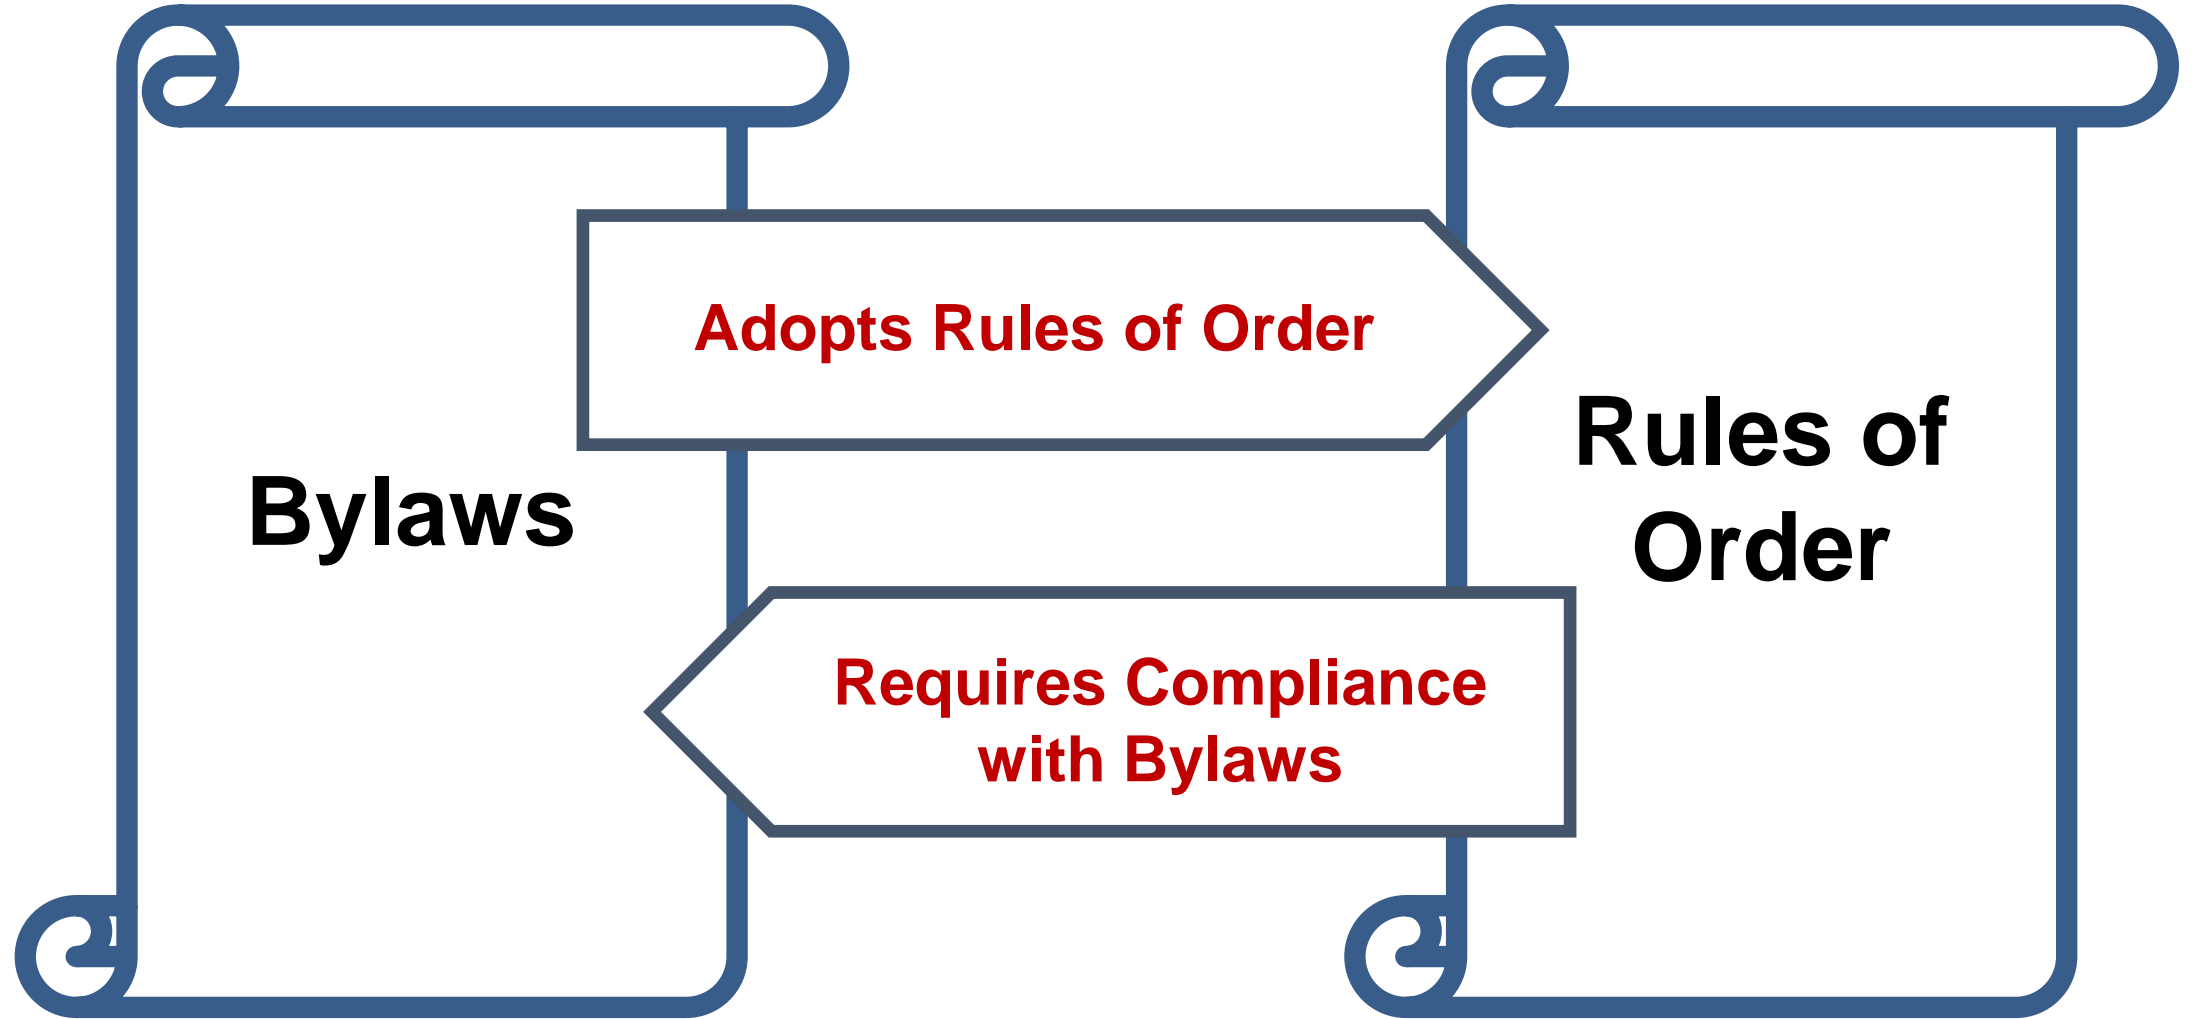 Adopts Rules of Order
Bylaws
Rules of
Order
Requires Compliance
with Bylaws